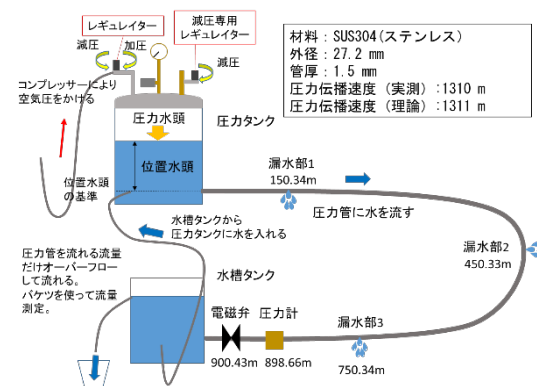 レギュレイター
減圧
加圧
減圧専用
レギュレイター
減圧
コンプレッサーにより
空気圧をかける
材料：SUS304(ステンレス)
外径：27.2 mm
管厚：1.5 mm
圧力伝播速度（実測）:1310 m
圧力伝播速度（理論）:1311 m
圧力水頭
圧力タンク
位置水頭
位置水頭
の基準
漏水部1
150.34m
圧力管に水を流す
水槽タンクから
圧力タンクに水を入れる
漏水部2
450.33m
圧力管を流れる流量
だけオーバーフロー
して流れる。
バケツを使って流量
測定。
水槽タンク
電磁弁
圧力計
漏水部3
900.43m
898.66m
750.34m